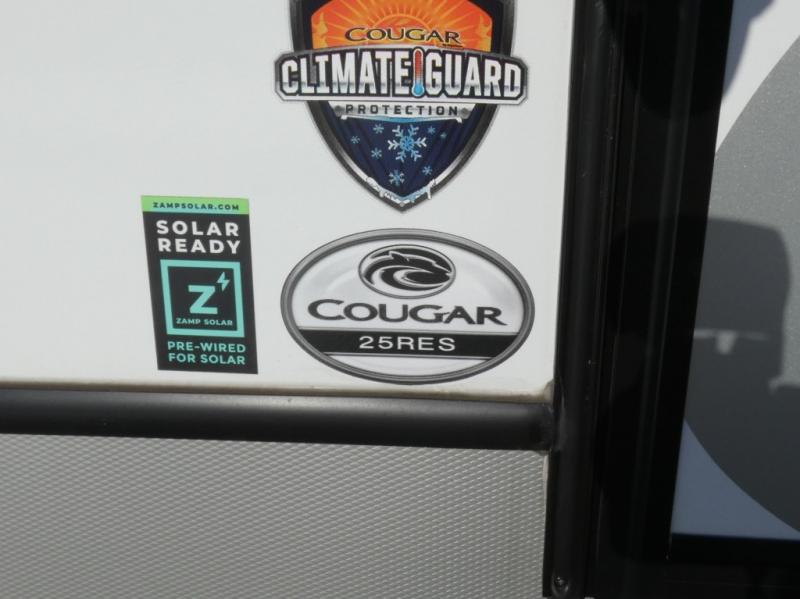 COUGAR
CLIMATE GUARD
PROTECTION
ZAMPSOLAR.COM
SOLAR
READY
Z
ZAMP SOLAR
PRE-WIRED
FOR SOLAR
COUGAR
25RES